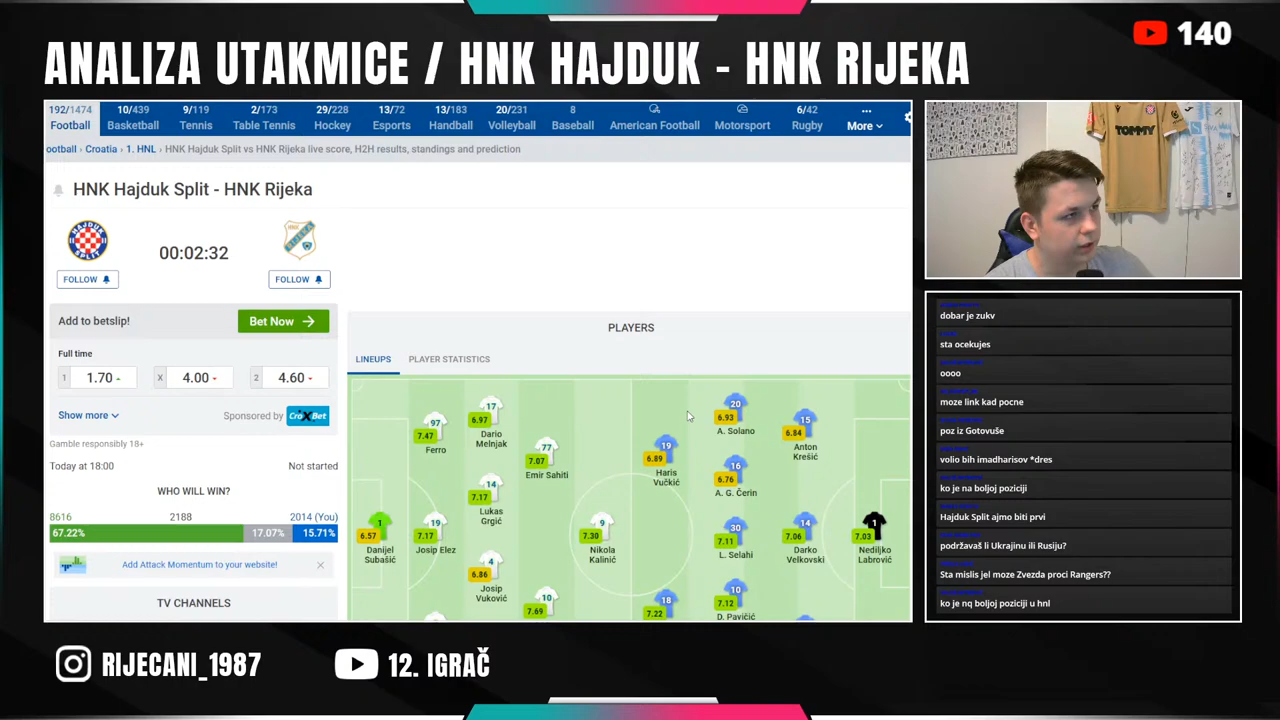 ANALIZA UTAKMICE / HNK HAJDUK - HNK RIJEKA
140
192/1474 10/439 9/119 2/173 29/228 13/72 13/183 20/231 8 6/42 ...
Football Basketball Tennis Table Tennis Hockey Esports Handball Volleyball Baseball American Football Motorsport Rugby More
ootball › Croatia › 1. HNL › HNK Hajduk Split vs HNK Rijeka live score, H2H results, standings and prediction
HNK Hajduk Split - HNK Rijeka
HAJDUK
SPLIT
HNK
RIJEKA
00:02:32
FOLLOW
FOLLOW
Add to betslip!
Bet Now
Full time
1 1.70 X 4.00 2 4.60
Show more
Sponsored by CroXBet
Gamble responsibly 18+
Today at 18:00 Not started
WHO WILL WIN?
8616 2188 2014 (You)
67.22% 17.07% 15.71%
Add Attack Momentum to your website!
TV CHANNELS
PLAYERS
LINEUPS PLAYER STATISTICS
1
6.57
Danijel
Subašić
97
7.47
Ferro
19
7.17
Josip Elez
17
6.97
Dario
Melnjak
14
7.17
Lukas
Grgić
4
6.86
Josip
Vuković
77
7.07
Emir Sahiti
10
7.69
9
7.30
Nikola
Kalinić
19
6.89
Haris
Vučkić
18
7.22
20
6.93
A. Solano
16
6.76
A. G. Čerin
30
7.11
L. Selahi
10
7.12
D. Pavičić
15
6.84
Anton
Krešić
14
7.06
Darko
Velkovski
1
7.03
Nediljko
Labrović
TOMMY
dobar je zukv
sta ocekujes
oooo
moze link kad pocne
poz iz Gotovuše
volio bih imadharisov *dres
ko je na boljoj poziciji
Hajduk Split ajmo biti prvi
podržavaš li Ukrajinu ili Rusiju?
Sta mislis jel moze Zvezda proci Rangers??
ko je nq boljoj poziciji u hnl
RIJECANI_1987
12. IGRAČ